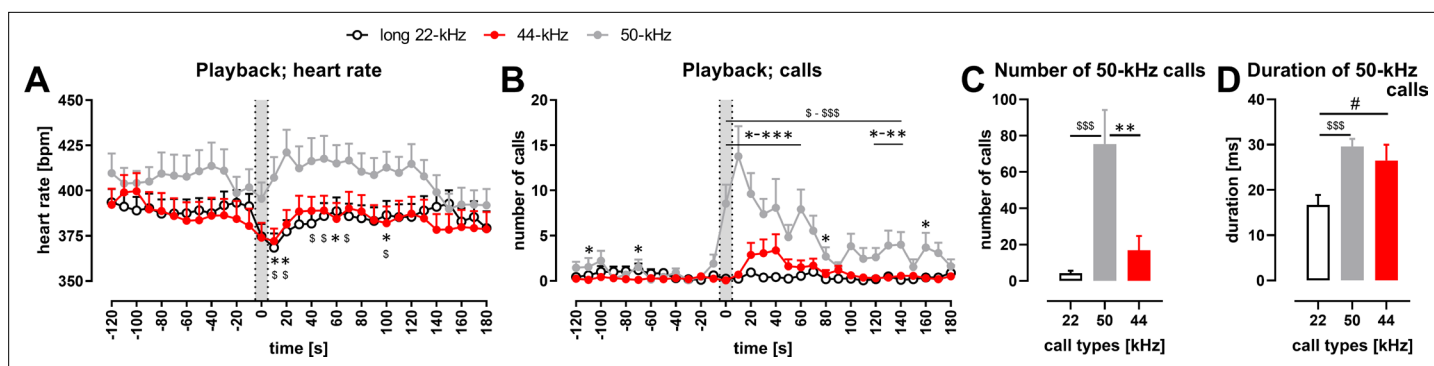 long 22-kHz 44-kHz 50-kHz
A Playback; heart rate
heart rate [bpm]
450
425
400
375
350
** **
$ $
$ $ * $
*
$
-120 -100 -80 -60 -40 -20 0 20 40 60 80 100 120 140 160 180
time [s]
B Playback; calls
number of calls
20
15
10
5
0
$ - $$$
*-***
*-**
* * * *
-120 -100 -80 -60 -40 -20 0 20 40 60 80 100 120 140 160 180
time [s]
C Number of 50-kHz calls
number of calls
100
80
60
40
20
0
$$$ **
22 50 44
call types [kHz]
D Duration of 50-kHz
calls
duration [ms]
40
30
20
10
0
#
$$$
22 50 44
call types [kHz]